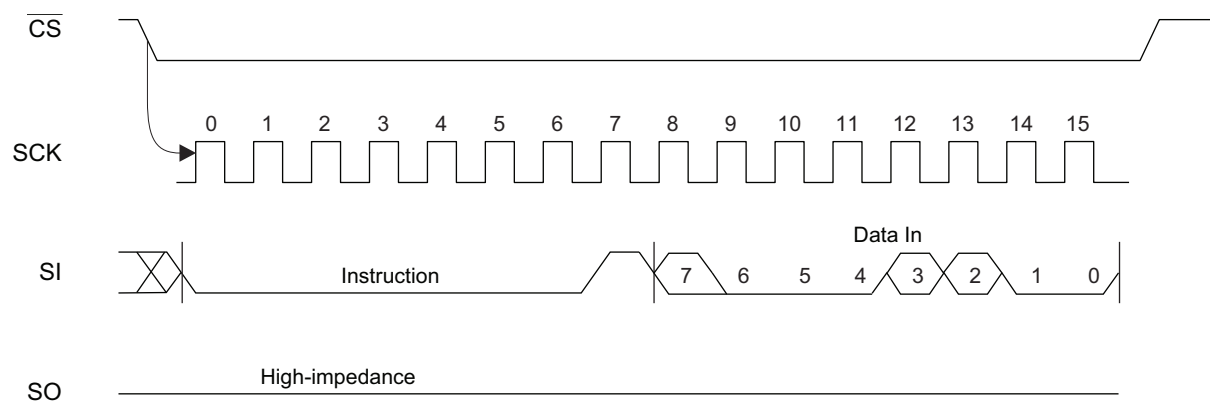 C̅S̅
0 1 2 3 4 5 6 7 8 9 10 11 12 13 14 15
SCK
Data In
SI
Instruction
7 6 5 4 3 2 1 0
High-impedance
SO